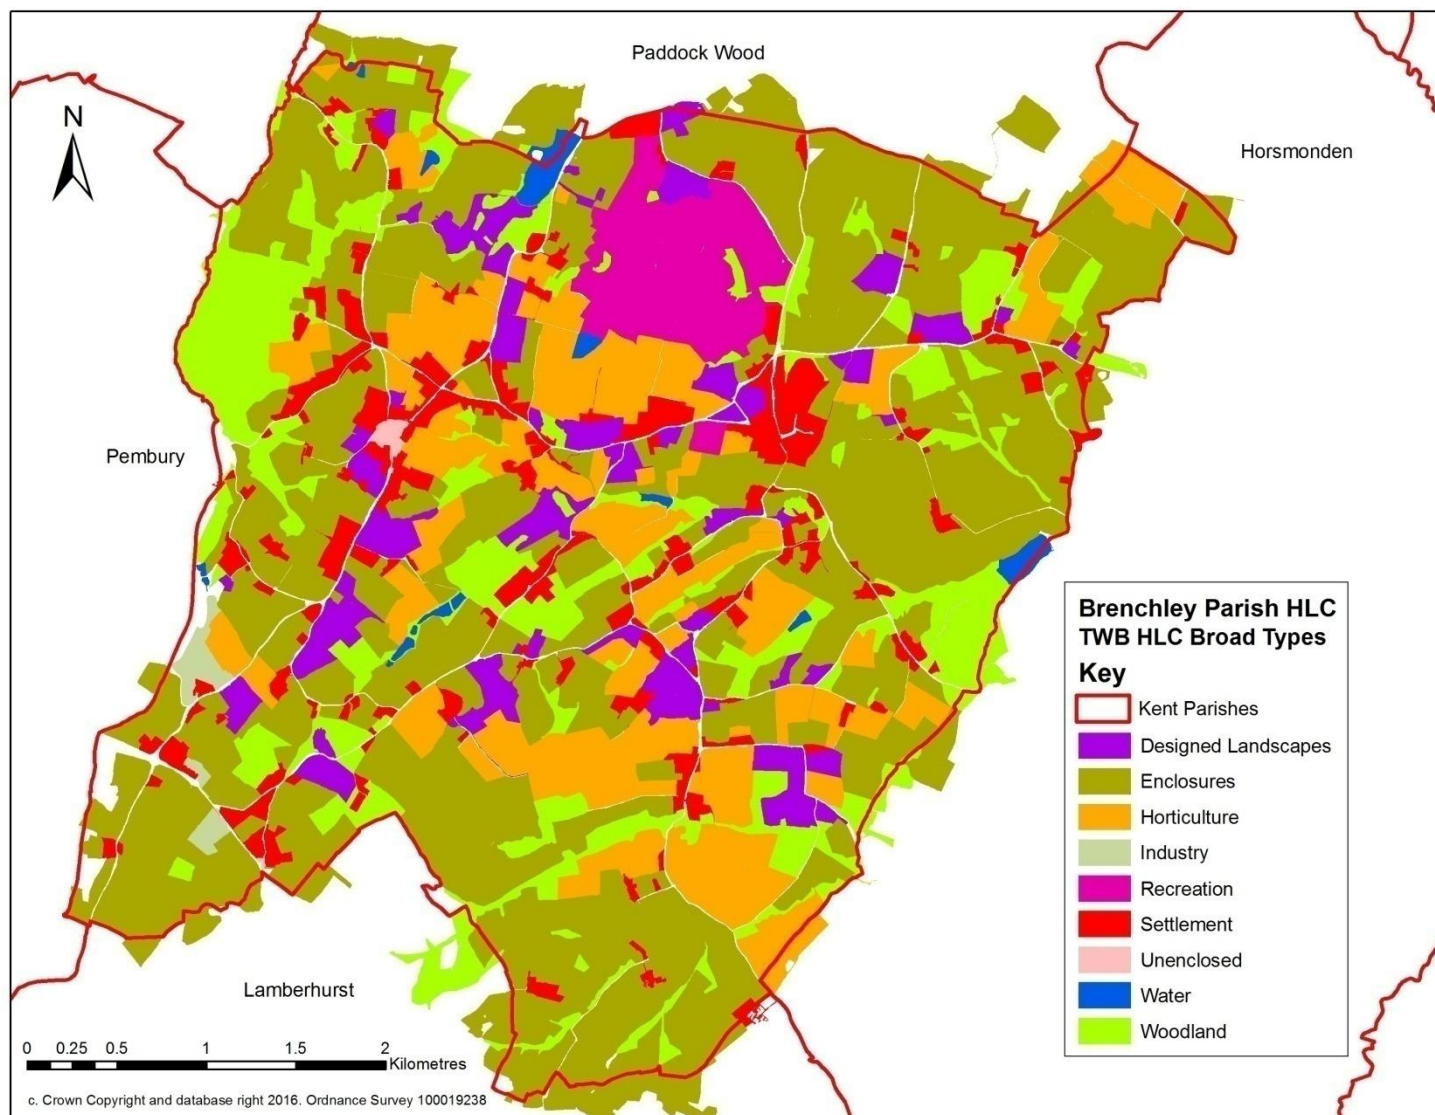 Paddock Wood
N
Horsmonden
Pembury
Brenchley Parish HLC
TWB HLC Broad Types
Key
Kent Parishes
Designed Landscapes
Enclosures
Horticulture
Industry
Recreation
Settlement
Unenclosed
Water
Woodland
Lamberhurst
0 0.25 0.5 1 1.5 2
Kilometres
c. Crown Copyright and database right 2016. Ordnance Survey 100019238